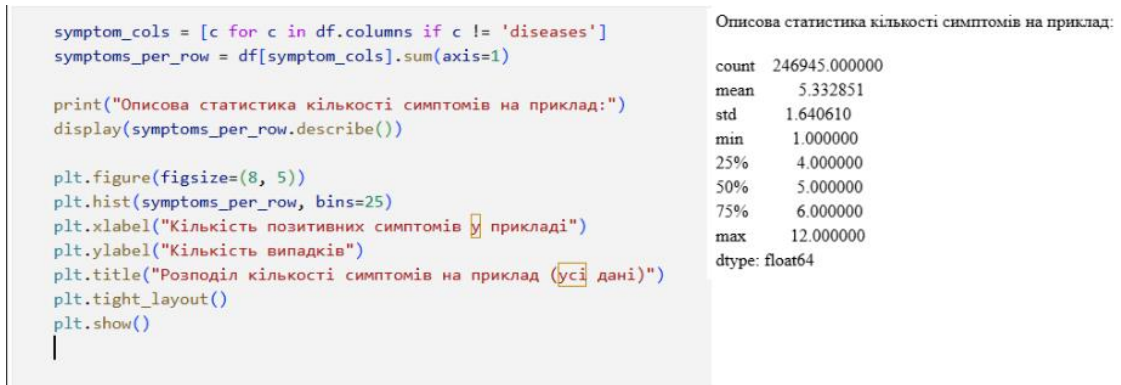 symptom_cols = [c for c in df.columns if c != 'diseases']
symptoms_per_row = df[symptom_cols].sum(axis=1)
print("Описова статистика кількості симптомів на приклад:")
display(symptoms_per_row.describe())
plt.figure(figsize=(8, 5))
plt.hist(symptoms_per_row, bins=25)
plt.xlabel("Кількість позитивних симптомів у прикладі")
plt.ylabel("Кількість випадків")
plt.title("Розподіл кількості симптомів на приклад (усі дані)")
plt.tight_layout()
plt.show()
Описова статистика кількості симптомів на приклад:
count 246945.000000
mean 5.332851
std 1.640610
min 1.000000
25% 4.000000
50% 5.000000
75% 6.000000
max 12.000000
dtype: float64